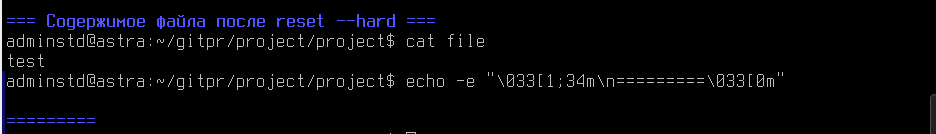 === Содержимое файла после reset --hard ===
adminstd@astra:~/gitpr/project/project$ cat file
test
adminstd@astra:~/gitpr/project/project$ echo -e "\033[1;34m\n=========\033[0m"
=========